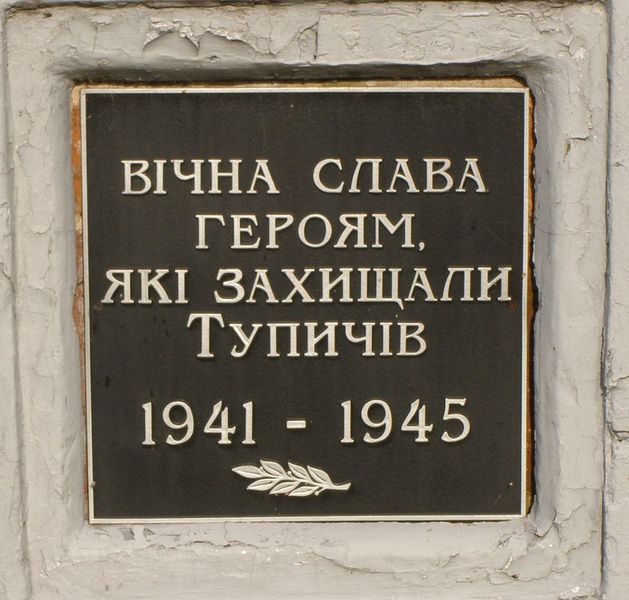 ВІЧНА СЛАВА
ГЕРОЯМ,
ЯКІ ЗАХИЩАЛИ
ТУПИЧІВ
1941 - 1945